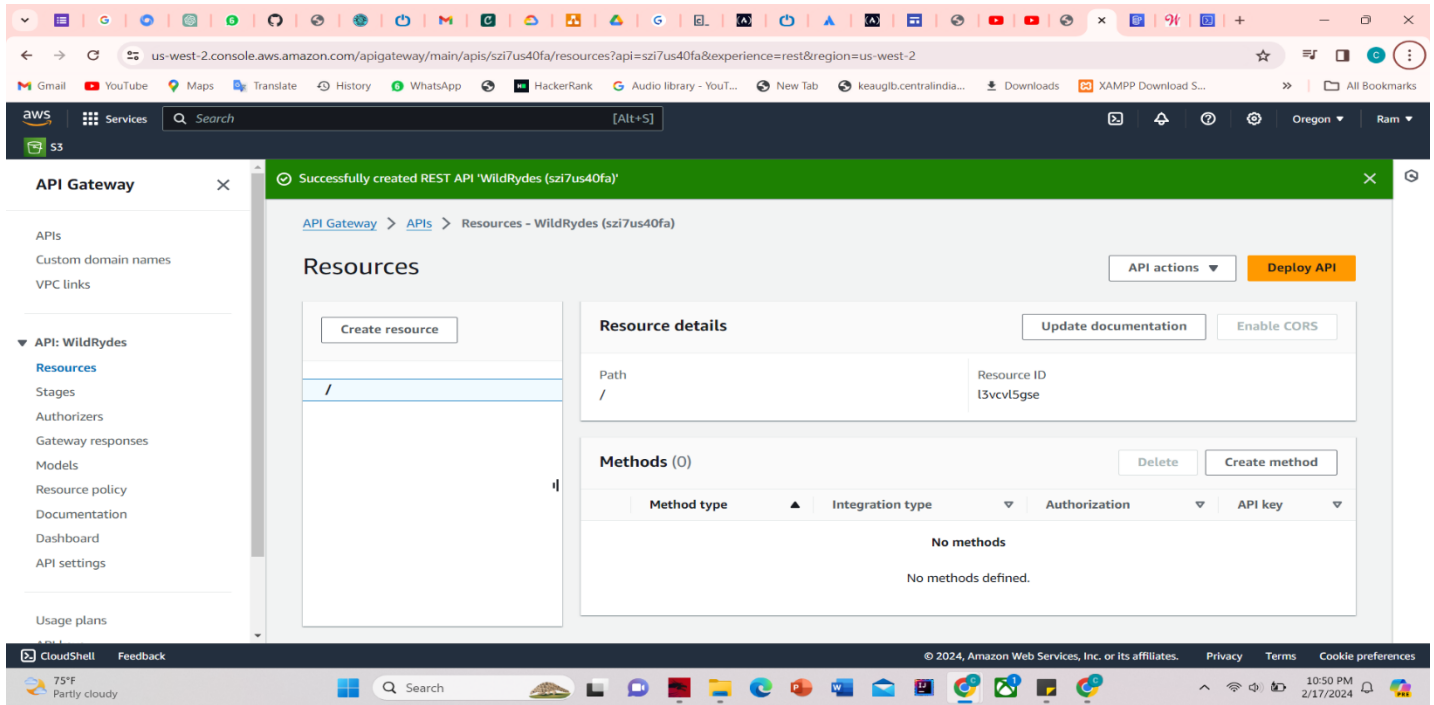 us-west-2.console.aws.amazon.com/apigateway/main/apis/szi7us40fa/resources?api=szi7us40fa&experience=rest&region=us-west-2
Gmail YouTube Maps Translate History WhatsApp HackerRank Audio library - YouT... New Tab keauglb.centralindia... Downloads XAMPP Download S... » All Bookmarks
aws Services Search [Alt+S] Oregon Ram
S3
API Gateway
Successfully created REST API 'WildRydes (szi7us40fa)'
API Gateway > APIs > Resources - WildRydes (szi7us40fa)
APIs
Custom domain names
VPC links
API: WildRydes
Resources
Stages
Authorizers
Gateway responses
Models
Resource policy
Documentation
Dashboard
API settings
Usage plans
Resources
API actions
Deploy API
Create resource
/
Resource details
Update documentation
Enable CORS
Path
/
Resource ID
l3vcvl5gse
Methods (0)
Delete
Create method
Method type Integration type Authorization API key
No methods
No methods defined.
CloudShell Feedback © 2024, Amazon Web Services, Inc. or its affiliates. Privacy Terms Cookie preferences
75°F
Partly cloudy
Search
10:50 PM
2/17/2024